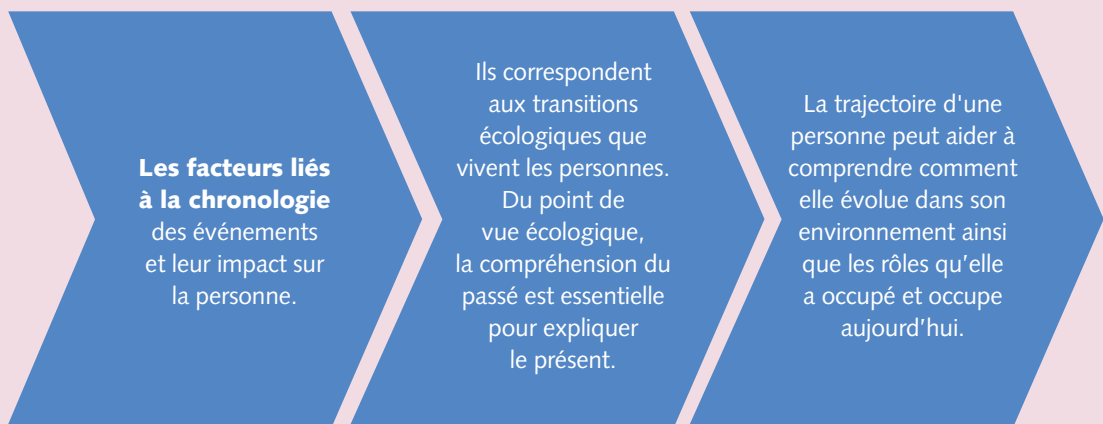 Les facteurs liés
à la chronologie
des événements
et leur impact sur
la personne.
Ils correspondent
aux transitions
écologiques que
vivent les personnes.
Du point de
vue écologique,
la compréhension du
passé est essentielle
pour expliquer
le présent.
La trajectoire d'une
personne peut aider à
comprendre comment
elle évolue dans son
environnement ainsi
que les rôles qu’elle
a occupé et occupe
aujourd’hui.